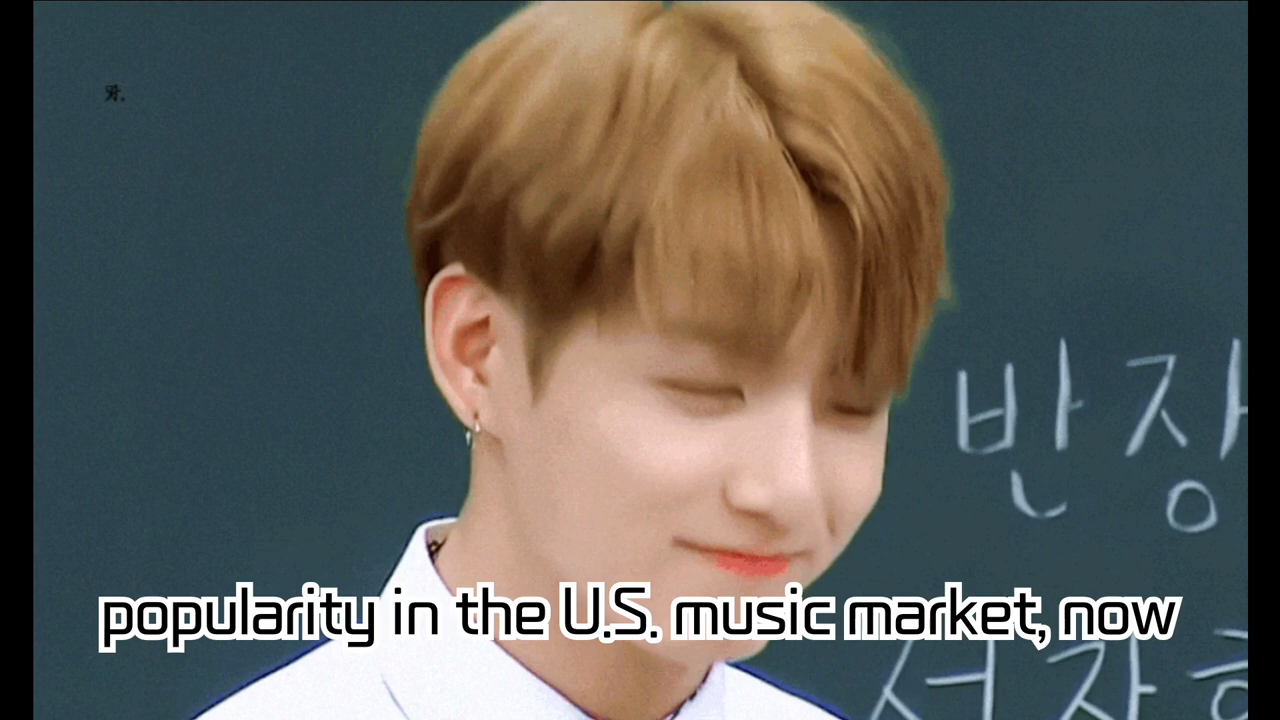 반장
popularity in the U.S. music market, now